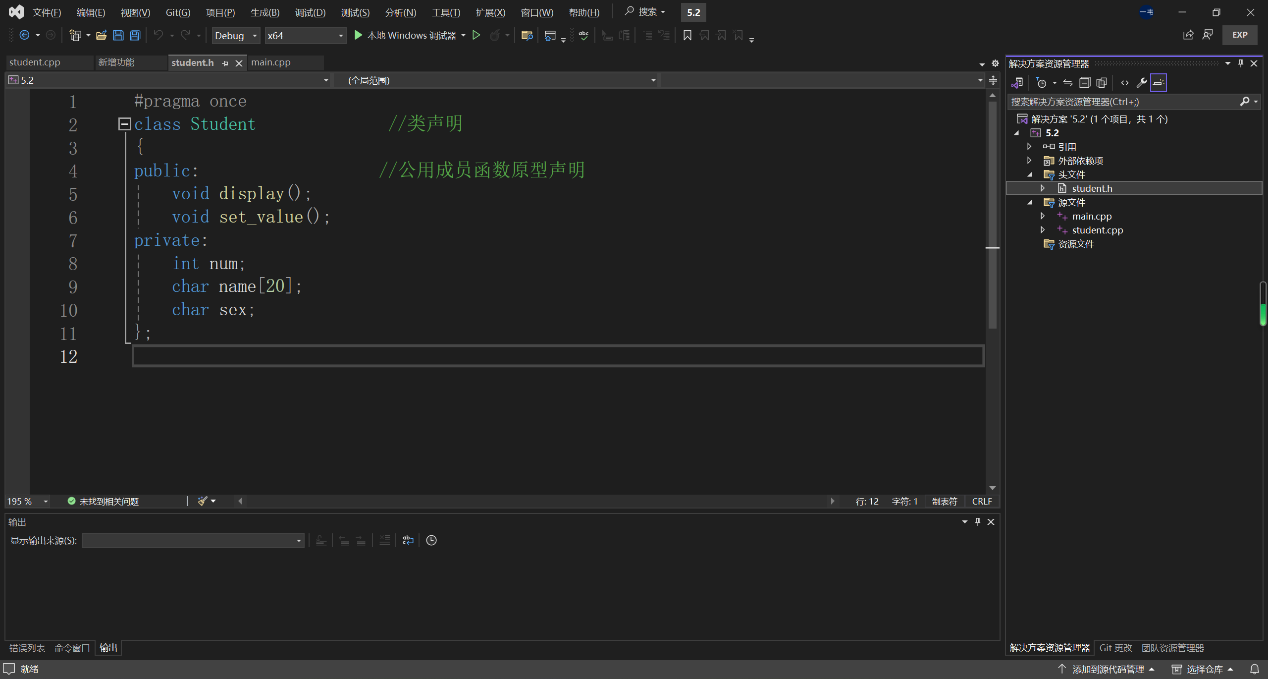 文件(F) 编辑(E) 视图(V) Git(G) 项目(P) 生成(B) 调试(D) 测试(S) 分析(N) 工具(T) 扩展(X) 窗口(W) 帮助(H) 搜索 5.2
Debug x64 本地 Windows 调试器 EXP
student.cpp 新增功能 student.h main.cpp
5.2 (全局范围)
1 #pragma once
2 class Student //类声明
3 {
4 public: //公用成员函数原型声明
5 void display();
6 void set_value();
7 private:
8 int num;
9 char name[20];
10 char sex;
11 };
12
195 % 未找到相关问题 行: 12 字符: 1 制表符 CRLF
输出
显示输出来源(S):
错误列表 命令窗口 输出
解决方案资源管理器
搜索解决方案资源管理器(Ctrl+;)
解决方案 '5.2' (1 个项目，共 1 个)
5.2
引用
外部依赖项
头文件
student.h
源文件
main.cpp
student.cpp
资源文件
解决方案资源管理器 Git 更改 团队资源管理器
就绪 添加到源代码管理 选择仓库